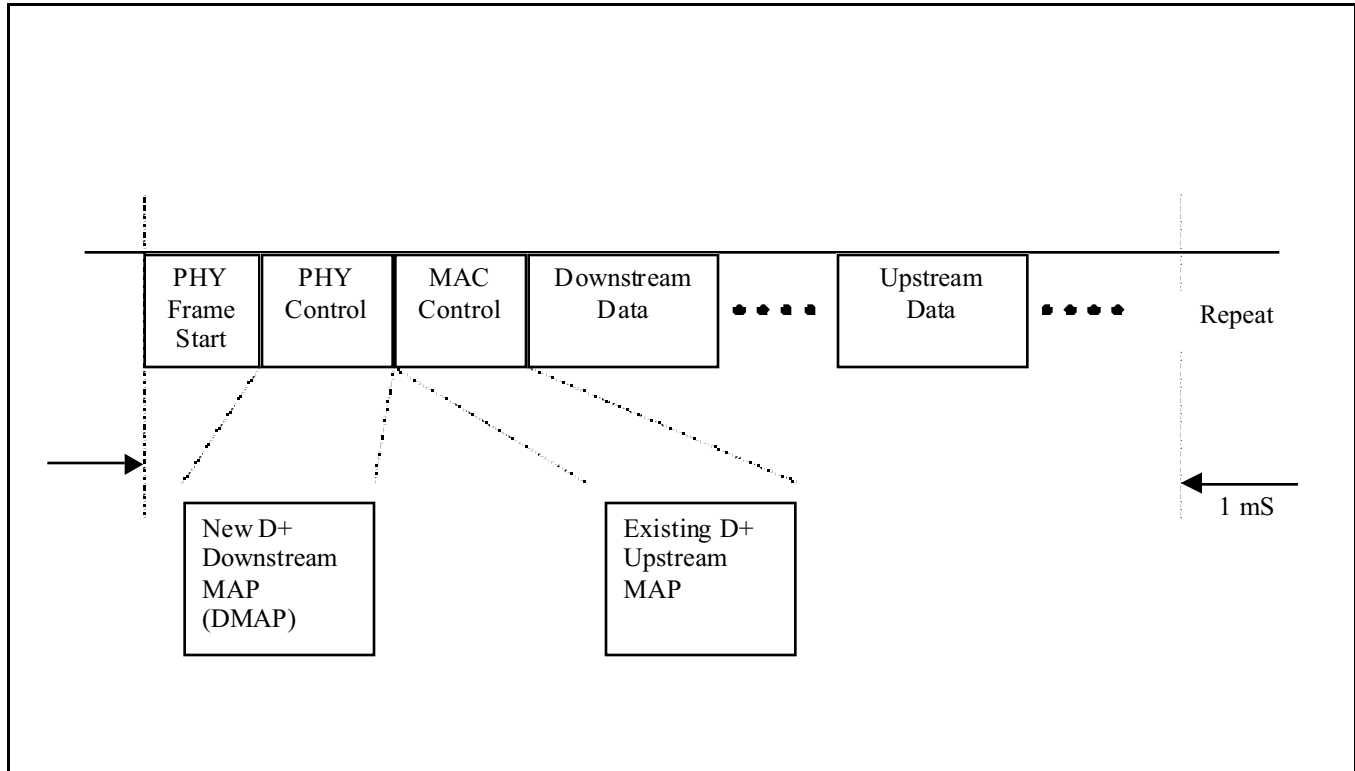 PHY
Frame
Start
PHY
Control
MAC
Control
Downstream
Data
Upstream
Data
Repeat
1 mS
New D+
Downstream
MAP
(DMAP)
Existing D+
Upstream
MAP